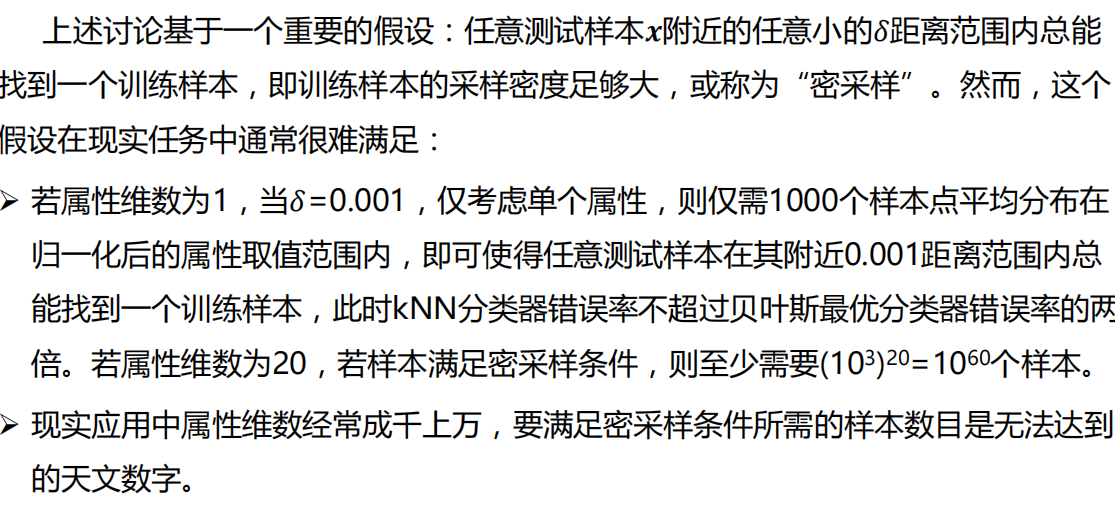 上述讨论基于一个重要的假设：任意测试样本x附近的任意小的δ距离范围内总能
找到一个训练样本，即训练样本的采样密度足够大，或称为“密采样”。然而，这个
假设在现实任务中通常很难满足：
➢ 若属性维数为1，当δ=0.001，仅考虑单个属性，则仅需1000个样本点平均分布在
归一化后的属性取值范围内，即可使得任意测试样本在其附近0.001距离范围内总
能找到一个训练样本，此时kNN分类器错误率不超过贝叶斯最优分类器错误率的两
倍。若属性维数为20，若样本满足密采样条件，则至少需要(10³)²⁰=10⁶⁰个样本。
➢ 现实应用中属性维数经常成千上万，要满足密采样条件所需的样本数目是无法达到
的天文数字。